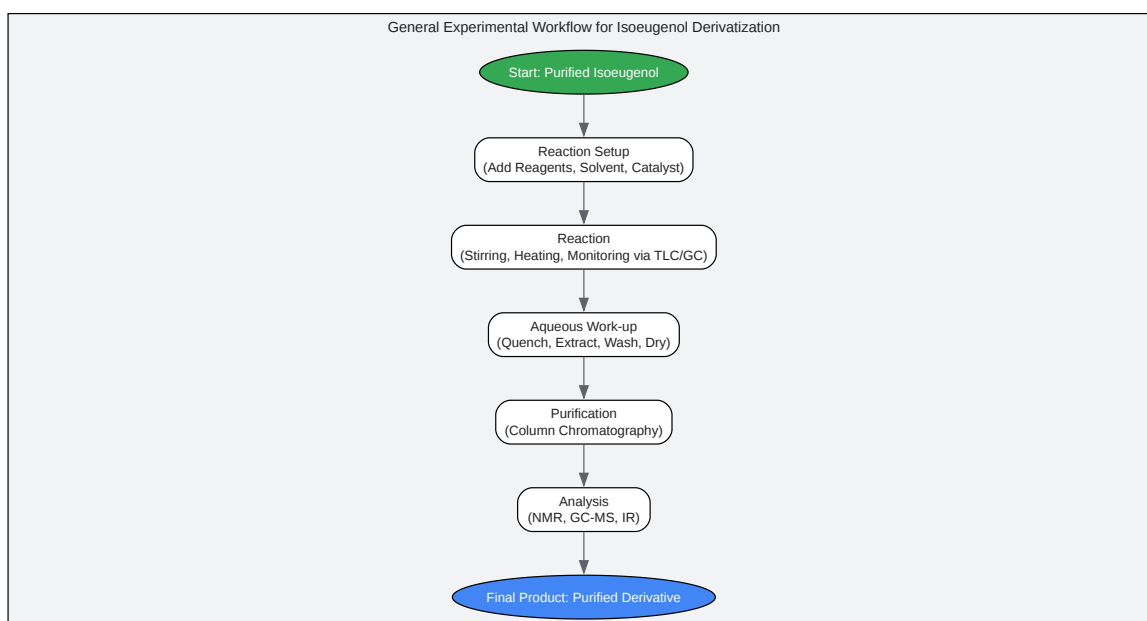 General Experimental Workflow for Isoeugenol Derivatization
Start: Purified Isoeugenol
Reaction Setup
(Add Reagents, Solvent, Catalyst)
Reaction
(Stirring, Heating, Monitoring via TLC/GC)
Aqueous Work-up
(Quench, Extract, Wash, Dry)
Purification
(Column Chromatography)
Analysis
(NMR, GC-MS, IR)
Final Product: Purified Derivative